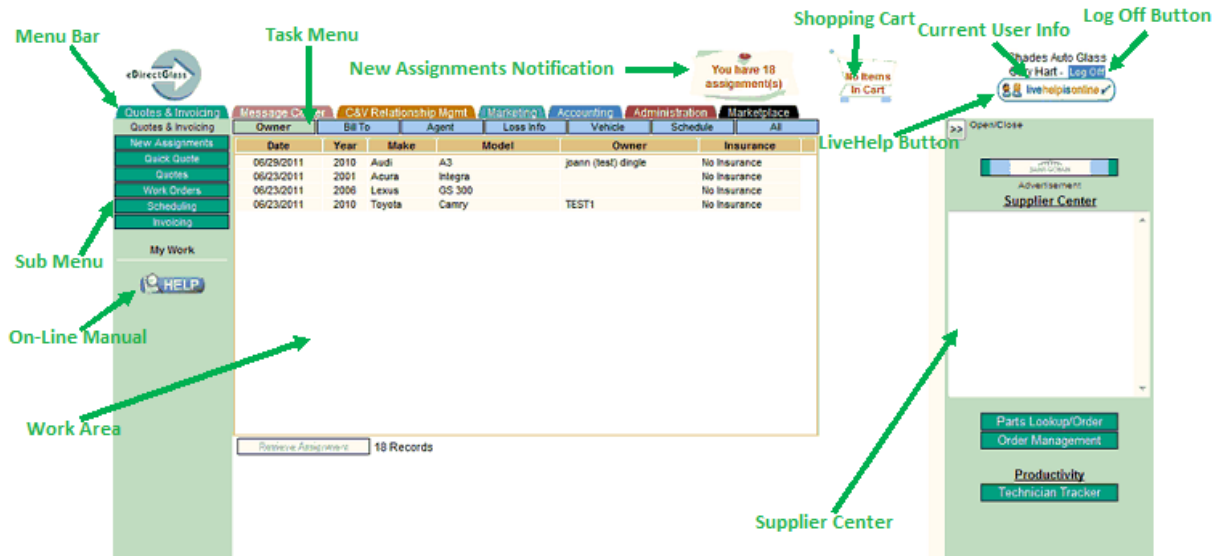 Shopping Cart
Log Off Button
Current User Info
Menu Bar
Task Menu
New Assignments Notification
eDirectGlass
You have 18
assignment(s)
No Items
In Cart
Shades Auto Glass
Hart - Log Off
livehelpisonline
Quotes & Invoicing Message C&V Relationship Mgmt Marketing Accounting Administration Marketplace
Quotes & Invoicing Owner Bill To Agent Loss Info Vehicle Schedule All
LiveHelp Button
>> Open/Close
New Assignments
Quick Quote
Quotes
Work Orders
Scheduling
Invoicing
Date Year Make Model Owner Insurance
06/29/2011 2010 Audi A3 joann (test) dingle No Insurance
06/23/2011 2001 Acura Integra No Insurance
06/23/2011 2006 Lexus GS 300 No Insurance
06/23/2011 2010 Toyota Camry TEST1 No Insurance
Advertisement
Supplier Center
My Work
Sub Menu
HELP
On-Line Manual
Work Area
Retrieve Assignment 18 Records
Parts Lookup/Order
Order Management
Productivity
Technician Tracker
Supplier Center